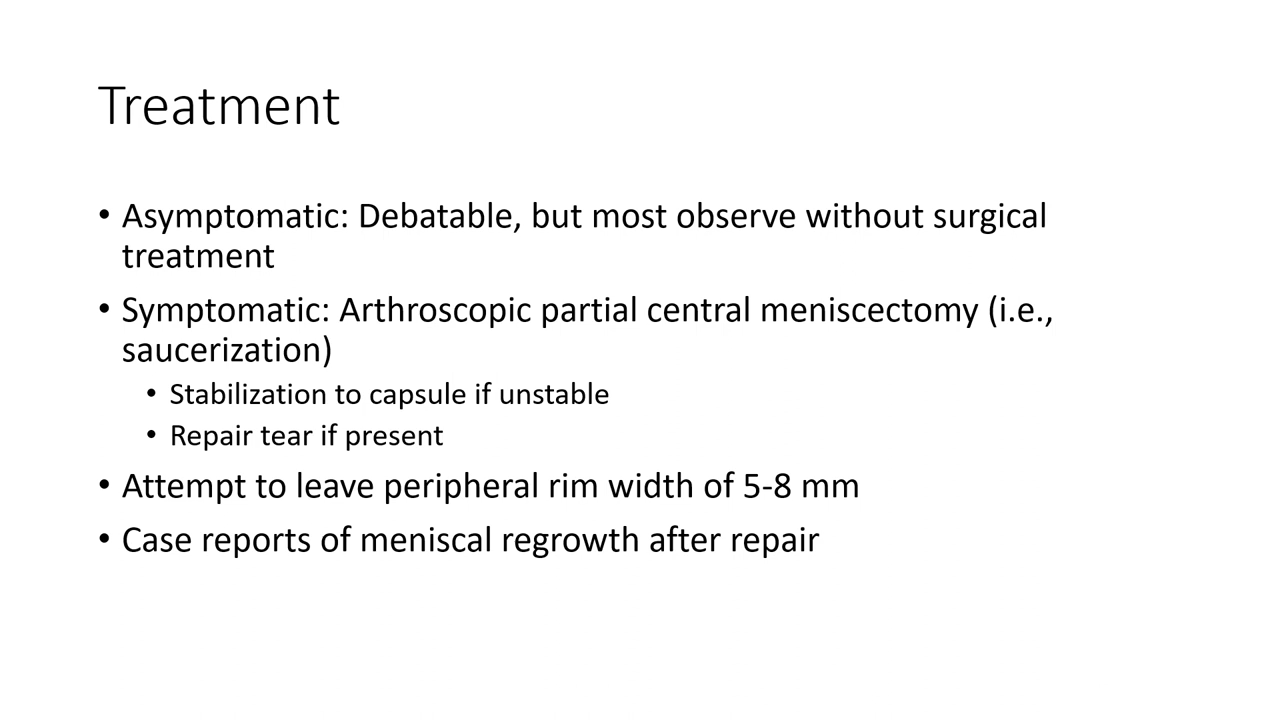 Treatment
• Asymptomatic: Debatable, but most observe without surgical
treatment
• Symptomatic: Arthroscopic partial central meniscectomy (i.e.,
saucerization)
• Stabilization to capsule if unstable
• Repair tear if present
• Attempt to leave peripheral rim width of 5-8 mm
• Case reports of meniscal regrowth after repair